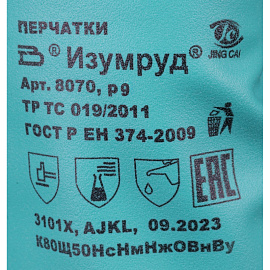 ПЕРЧАТКИ
® Изумруд®
JING CAI
Арт. 8070, р9
ТР ТС 019/2011
ГОСТ Р ЕН 374-2009
ЕАС
3101X, AJKL, 09.2023
К80Щ50НсНмНжОВнВу